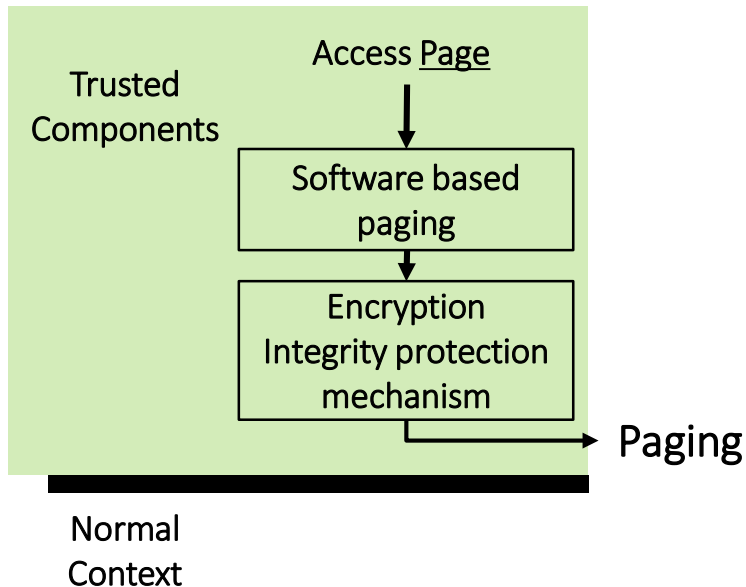 Access Page
Trusted
Components
Software based
paging
Encryption
Integrity protection
mechanism
Paging
Normal
Context